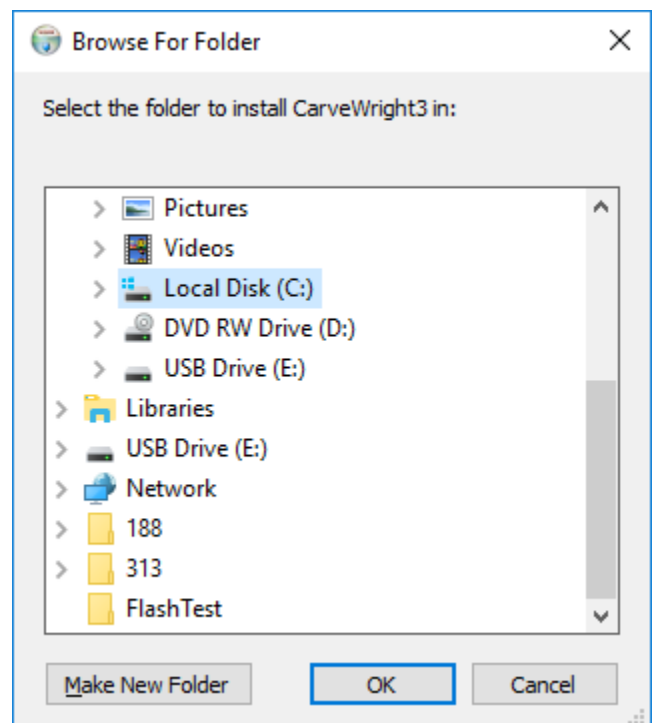 Browse For Folder
Select the folder to install CarveWright3 in:
Pictures
Videos
Local Disk (C:)
DVD RW Drive (D:)
USB Drive (E:)
Libraries
USB Drive (E:)
Network
188
313
FlashTest
Make New Folder OK Cancel